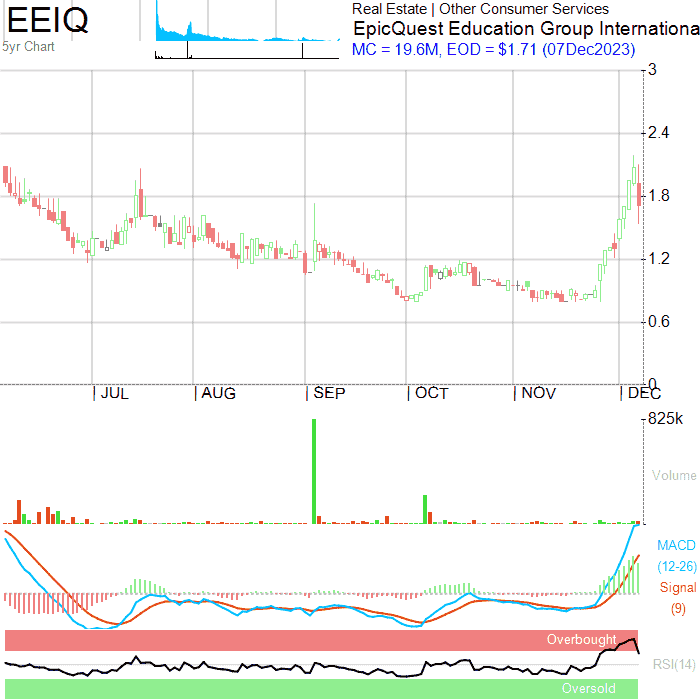 EEIQ
5yr Chart
Real Estate | Other Consumer Services
EpicQuest Education Group Internationa
MC = 19.6M, EOD = $1.71 (07Dec2023)
3
2.4
1.8
1.2
0.6
0
JUL AUG SEP OCT NOV DEC
825k
Volume
MACD
(12-26)
Signal
(9)
Overbought
RSI(14)
Oversold